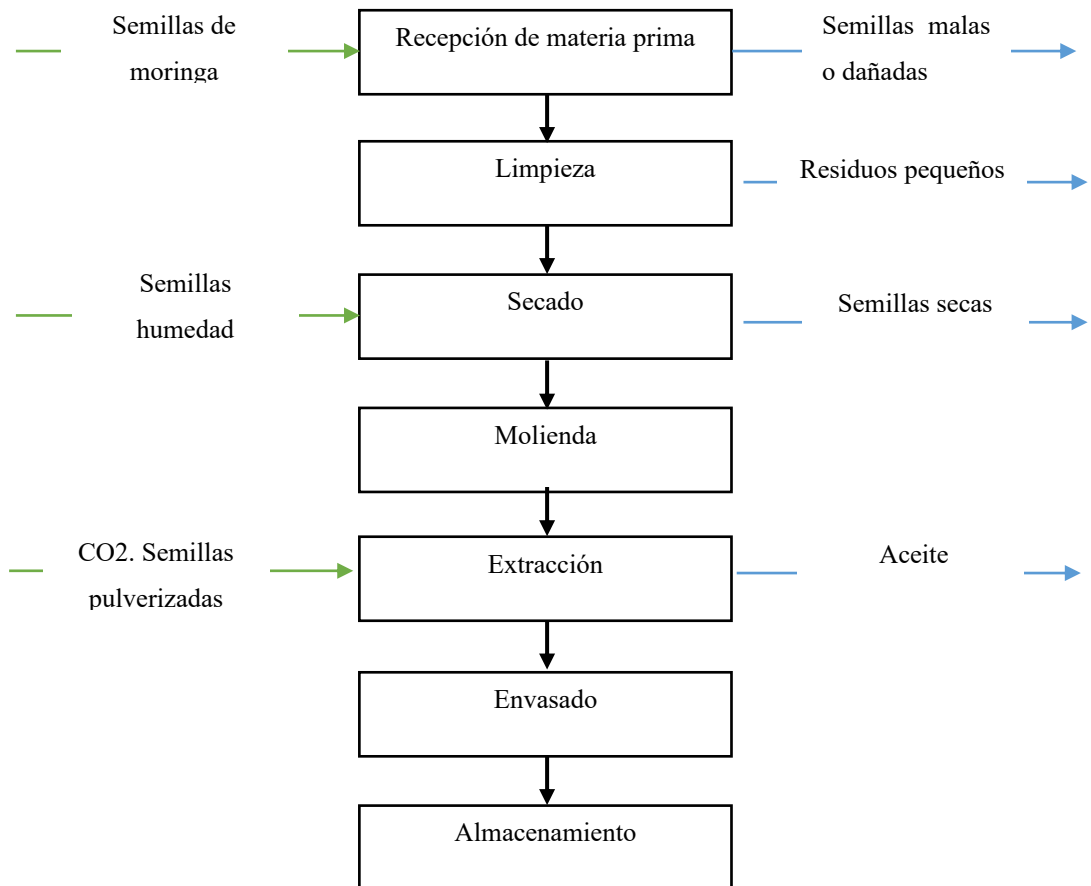 Semillas de
moringa
Recepción de materia prima
Semillas malas
o dañadas
Limpieza
Residuos pequeños
Semillas
humedad
Secado
Semillas secas
Molienda
CO2. Semillas
pulverizadas
Extracción
Aceite
Envasado
Almacenamiento